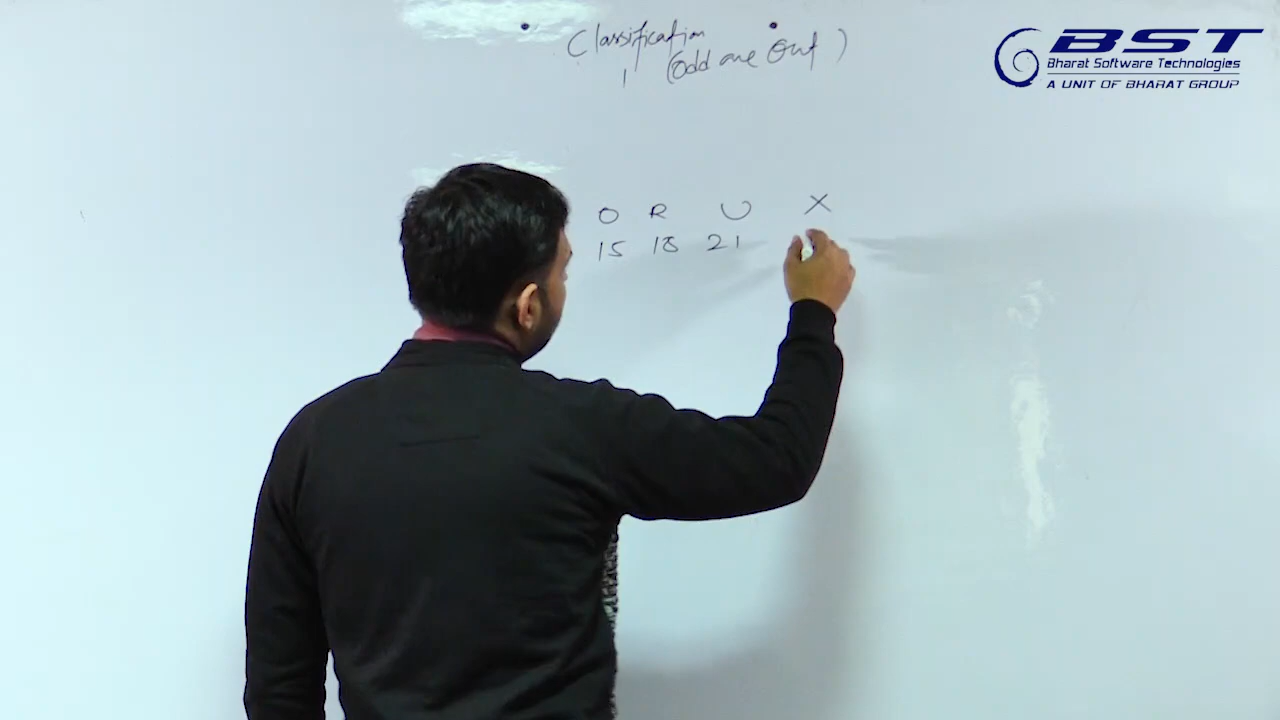 Classification
(Odd one Out)
BST
Bharat Software Technologies
A UNIT OF BHARAT GROUP
O R U X
15 18 21